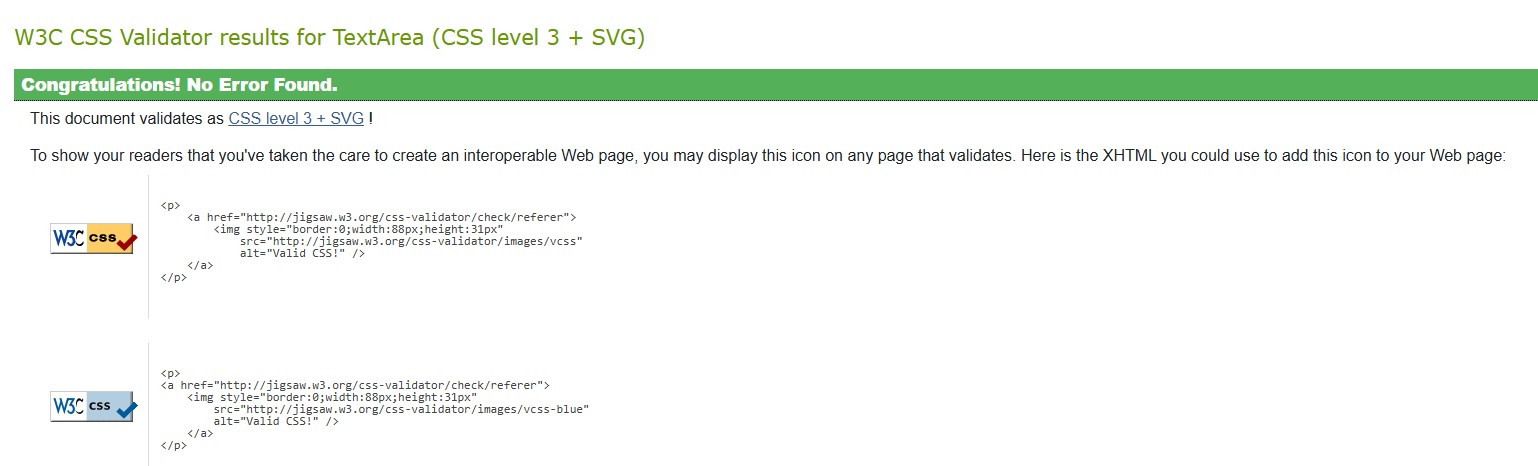 W3C CSS Validator results for TextArea (CSS level 3 + SVG)
Congratulations! No Error Found.
This document validates as CSS level 3 + SVG !
To show your readers that you've taken the care to create an interoperable Web page, you may display this icon on any page that validates. Here is the XHTML you could use to add this icon to your Web page:
W3C css
<p>
<a href="http://jigsaw.w3.org/css-validator/check/referer">
<img style="border:0;width:88px;height:31px"
src="http://jigsaw.w3.org/css-validator/images/vcss"
alt="Valid CSS!" />
</a>
</p>
W3C css
<p>
<a href="http://jigsaw.w3.org/css-validator/check/referer">
<img style="border:0;width:88px;height:31px"
src="http://jigsaw.w3.org/css-validator/images/vcss-blue"
alt="Valid CSS!" />
</a>
</p>